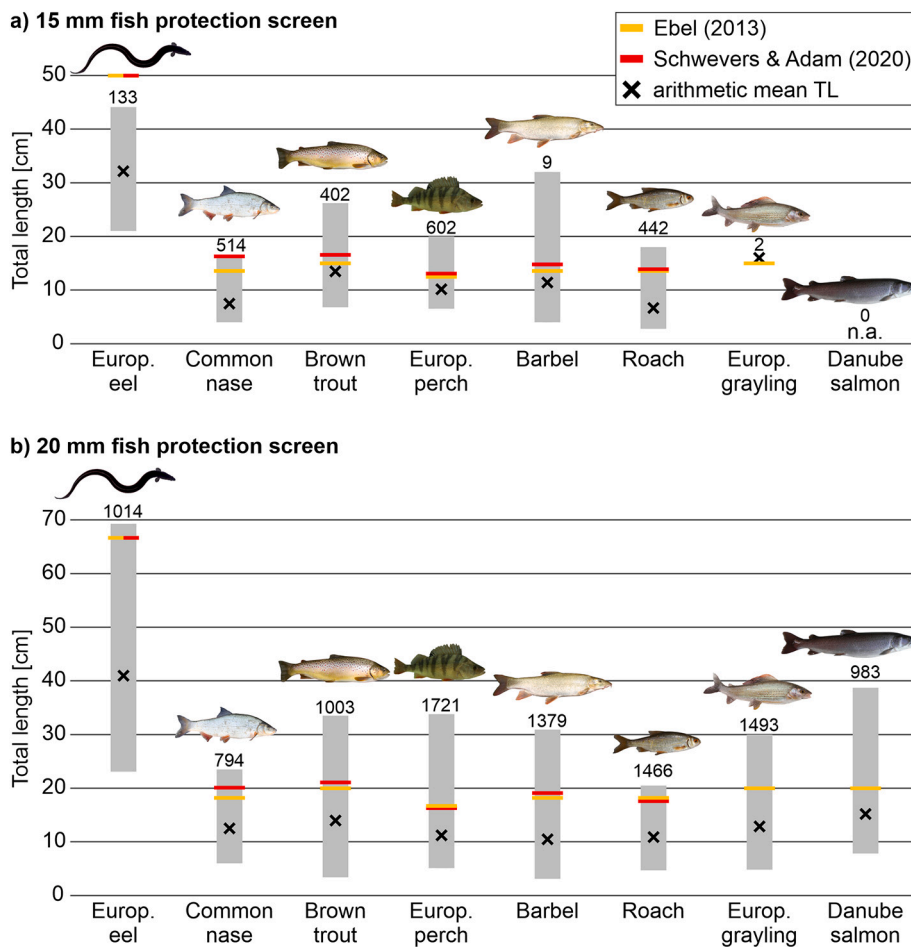 a) 15 mm fish protection screen
Ebel (2013)
Schwevers & Adam (2020)
arithmetic mean TL
Total length [cm]
50
40
30
20
10
0
133
514
402
602
9
442
2
0
n.a.
Europ. eel
Common nase
Brown trout
Europ. perch
Barbel
Roach
Europ. grayling
Danube salmon
b) 20 mm fish protection screen
Total length [cm]
70
60
50
40
30
20
10
0
1014
794
1003
1721
1379
1466
1493
983
Europ. eel
Common nase
Brown trout
Europ. perch
Barbel
Roach
Europ. grayling
Danube salmon